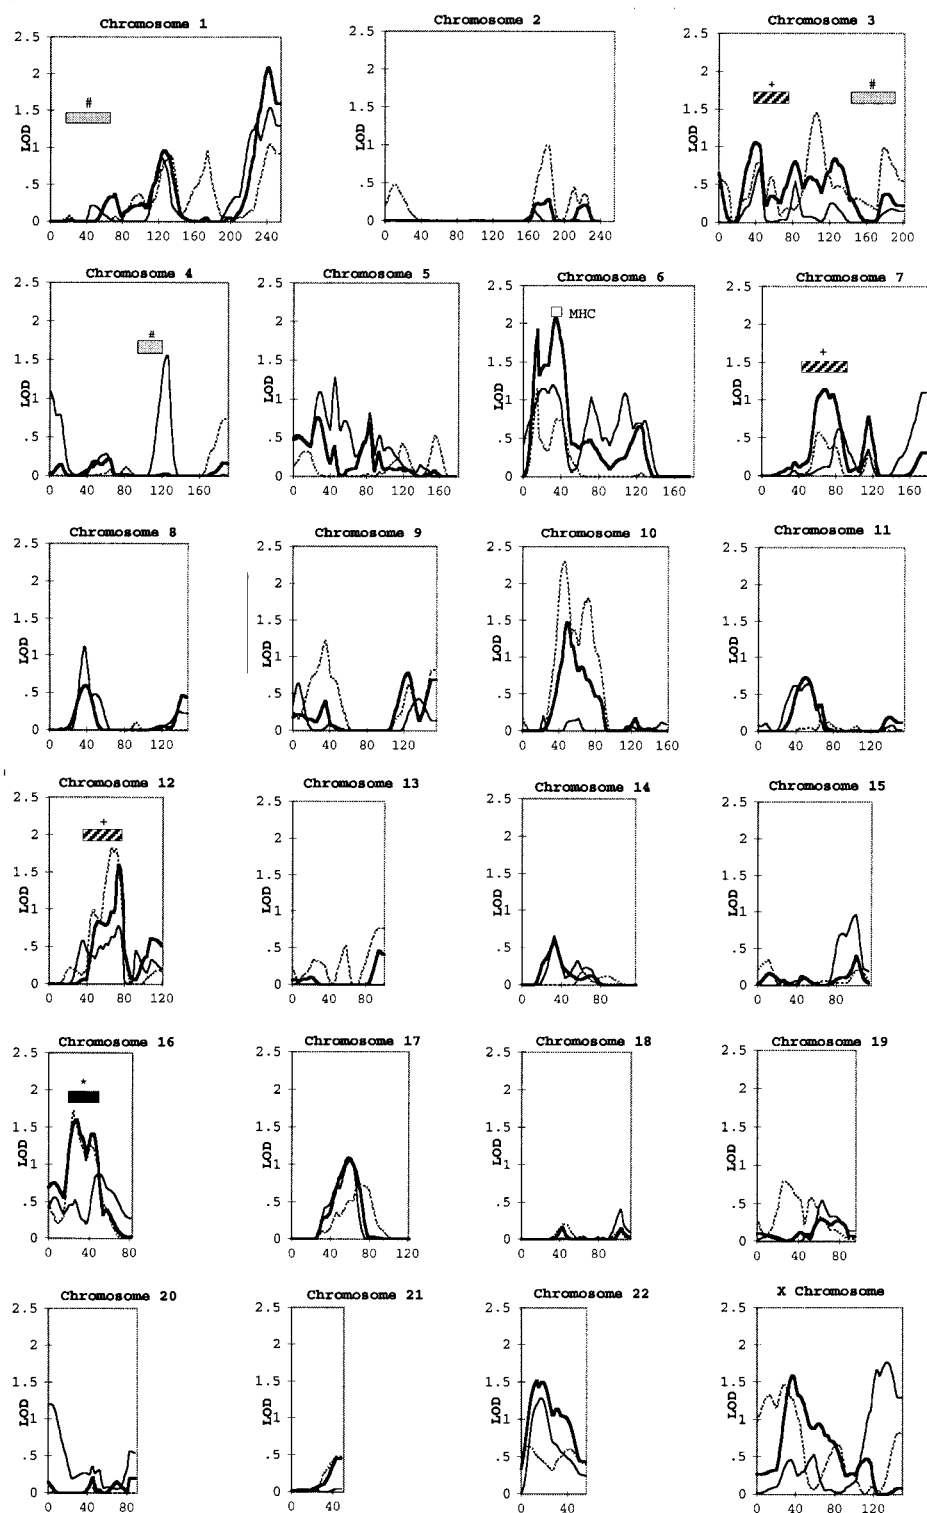 Chromosome 1
2.5
2
#
1.5
LOD
1
.5
0
0 40 80 120 160 200 240
Chromosome 2
2.5
2
1.5
LOD
1
.5
0
0 40 80 120 160 200 240
Chromosome 3
2.5
2
+ #
1.5
LOD
1
.5
0
0 40 80 120 160 200
Chromosome 4
2.5
2
#
1.5
LOD
1
.5
0
0 40 80 120 160
Chromosome 5
2.5
2
1.5
LOD
1
.5
0
0 40 80 120 160
Chromosome 6
2.5
MHC
2
1.5
LOD
1
.5
0
0 40 80 120 160
Chromosome 7
2.5
2
+
1.5
LOD
1
.5
0
0 40 80 120 160
Chromosome 8
2.5
2
1.5
LOD
1
.5
0
0 40 80 120
Chromosome 9
2.5
2
1.5
LOD
1
.5
0
0 40 80 120
Chromosome 10
2.5
2
1.5
LOD
1
.5
0
0 40 80 120 160
Chromosome 11
2.5
2
1.5
LOD
1
.5
0
0 40 80 120
Chromosome 12
2.5
+
2
1.5
LOD
1
.5
0
0 40 80 120
Chromosome 13
2.5
2
1.5
LOD
1
.5
0
0 40 80
Chromosome 14
2.5
2
1.5
LOD
1
.5
0
0 40 80
Chromosome 15
2.5
2
1.5
LOD
1
.5
0
0 40 80
Chromosome 16
2.5
*
2
1.5
LOD
1
.5
0
0 40 80
Chromosome 17
2.5
2
1.5
LOD
1
.5
0
0 40 80 120
Chromosome 18
2.5
2
1.5
LOD
1
.5
0
0 40 80
Chromosome 19
2.5
2
1.5
LOD
1
.5
0
0 40 80
Chromosome 20
2.5
2
1.5
LOD
1
.5
0
0 40 80
Chromosome 21
2.5
2
1.5
LOD
1
.5
0
0 40
Chromosome 22
2.5
2
1.5
LOD
1
.5
0
0 40
X Chromosome
2.5
2
1.5
LOD
1
.5
0
0 40 80 120